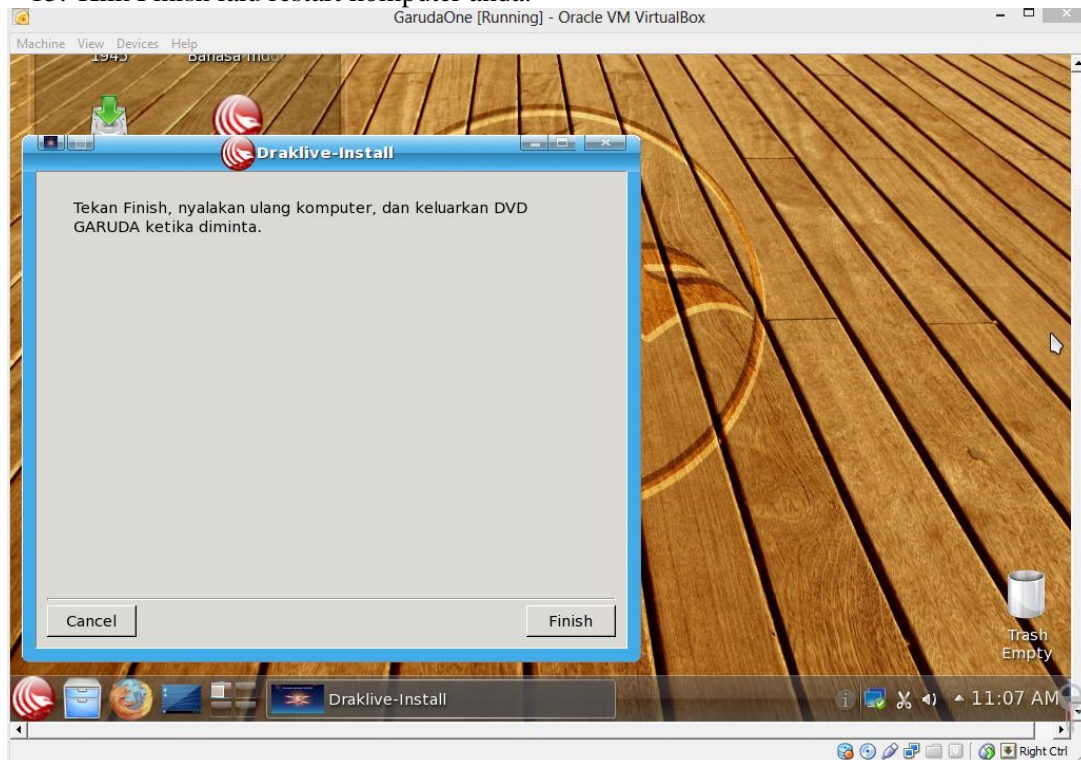 GarudaOne [Running] - Oracle VM VirtualBox
Machine View Devices Help
1945
Draklive-Install
Tekan Finish, nyalakan ulang komputer, dan keluarkan DVD
GARUDA ketika diminta.
Cancel
Finish
Trash
Empty
Draklive-Install
11:07 AM
Right Ctrl